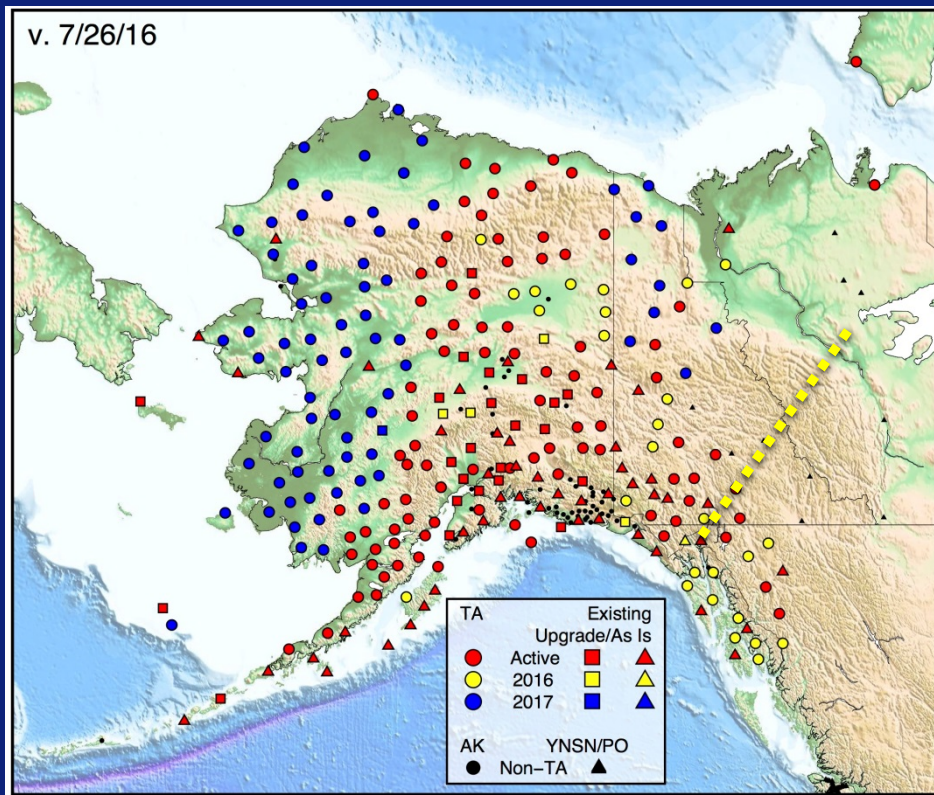 v. 7/26/16
TA Existing
Upgrade/As Is
Active
2016
2017
AK YNSN/PO
Non-TA